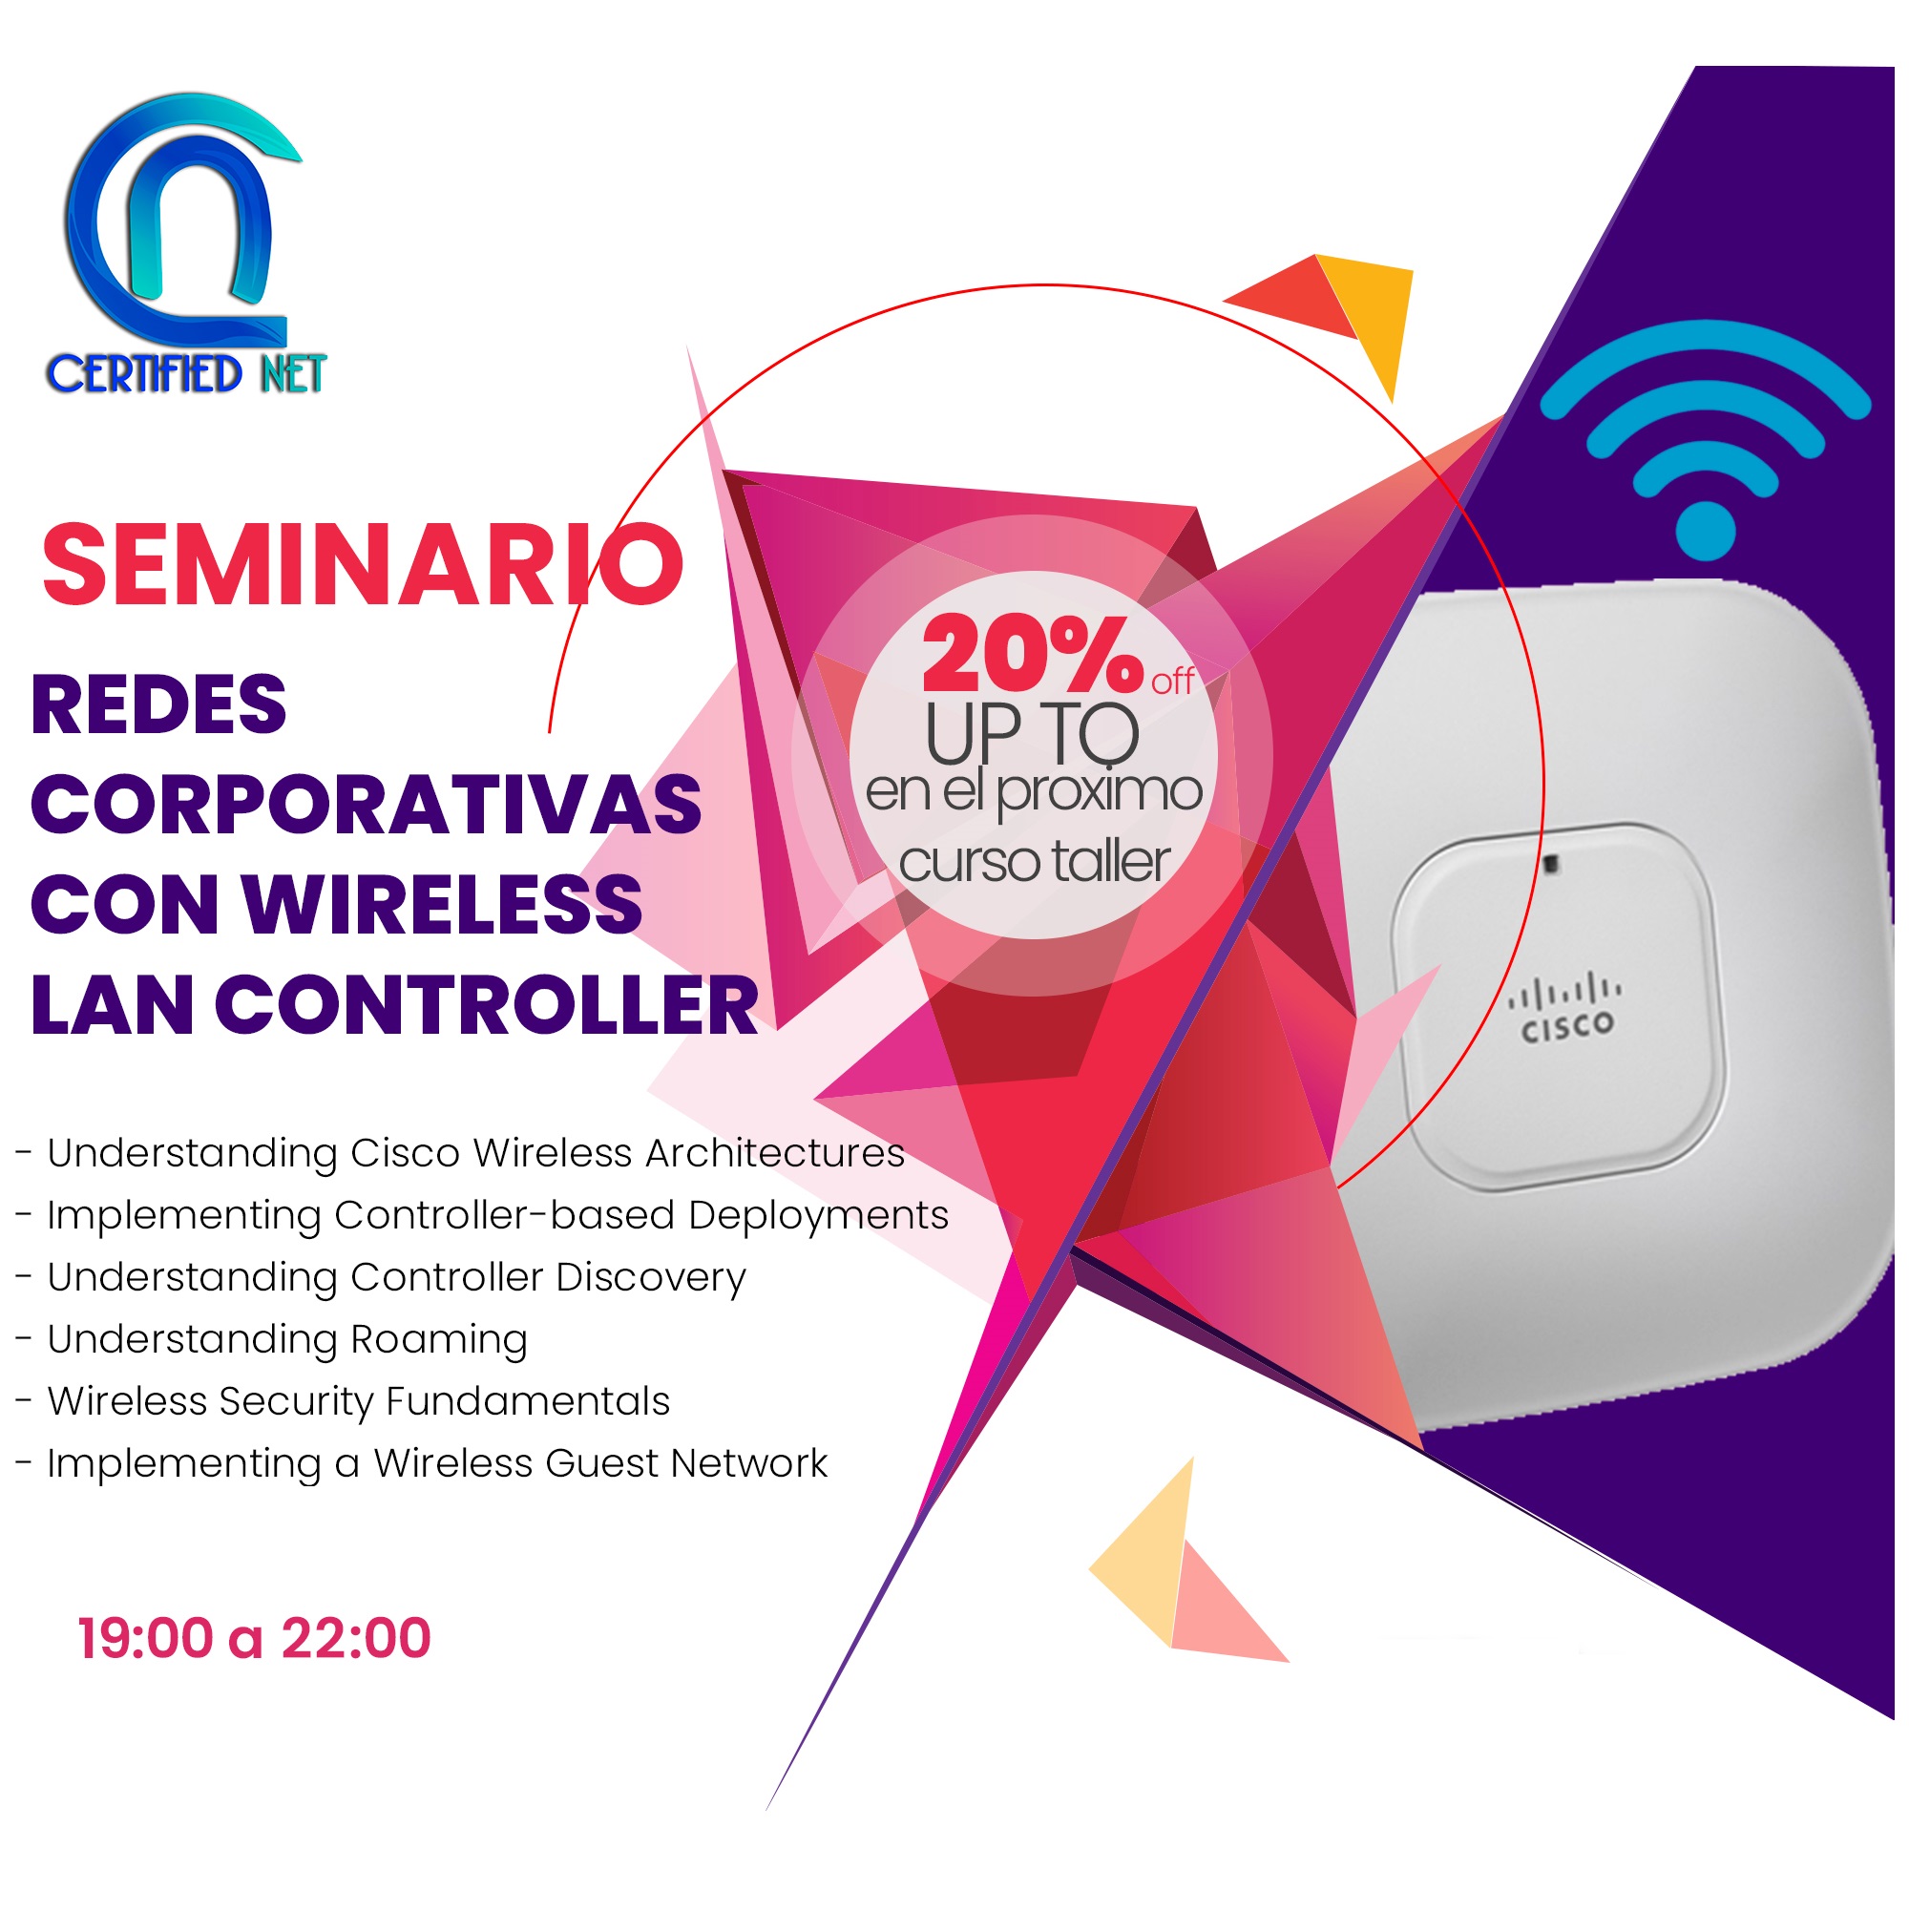 CERTIFIED NET
SEMINARIO
REDES
CORPORATIVAS
CON WIRELESS
LAN CONTROLLER
20% off
UP TO
en el proximo
curso taller
CISCO
- Understanding Cisco Wireless Architectures
- Implementing Controller-based Deployments
- Understanding Controller Discovery
- Understanding Roaming
- Wireless Security Fundamentals
- Implementing a Wireless Guest Network
19:00 a 22:00